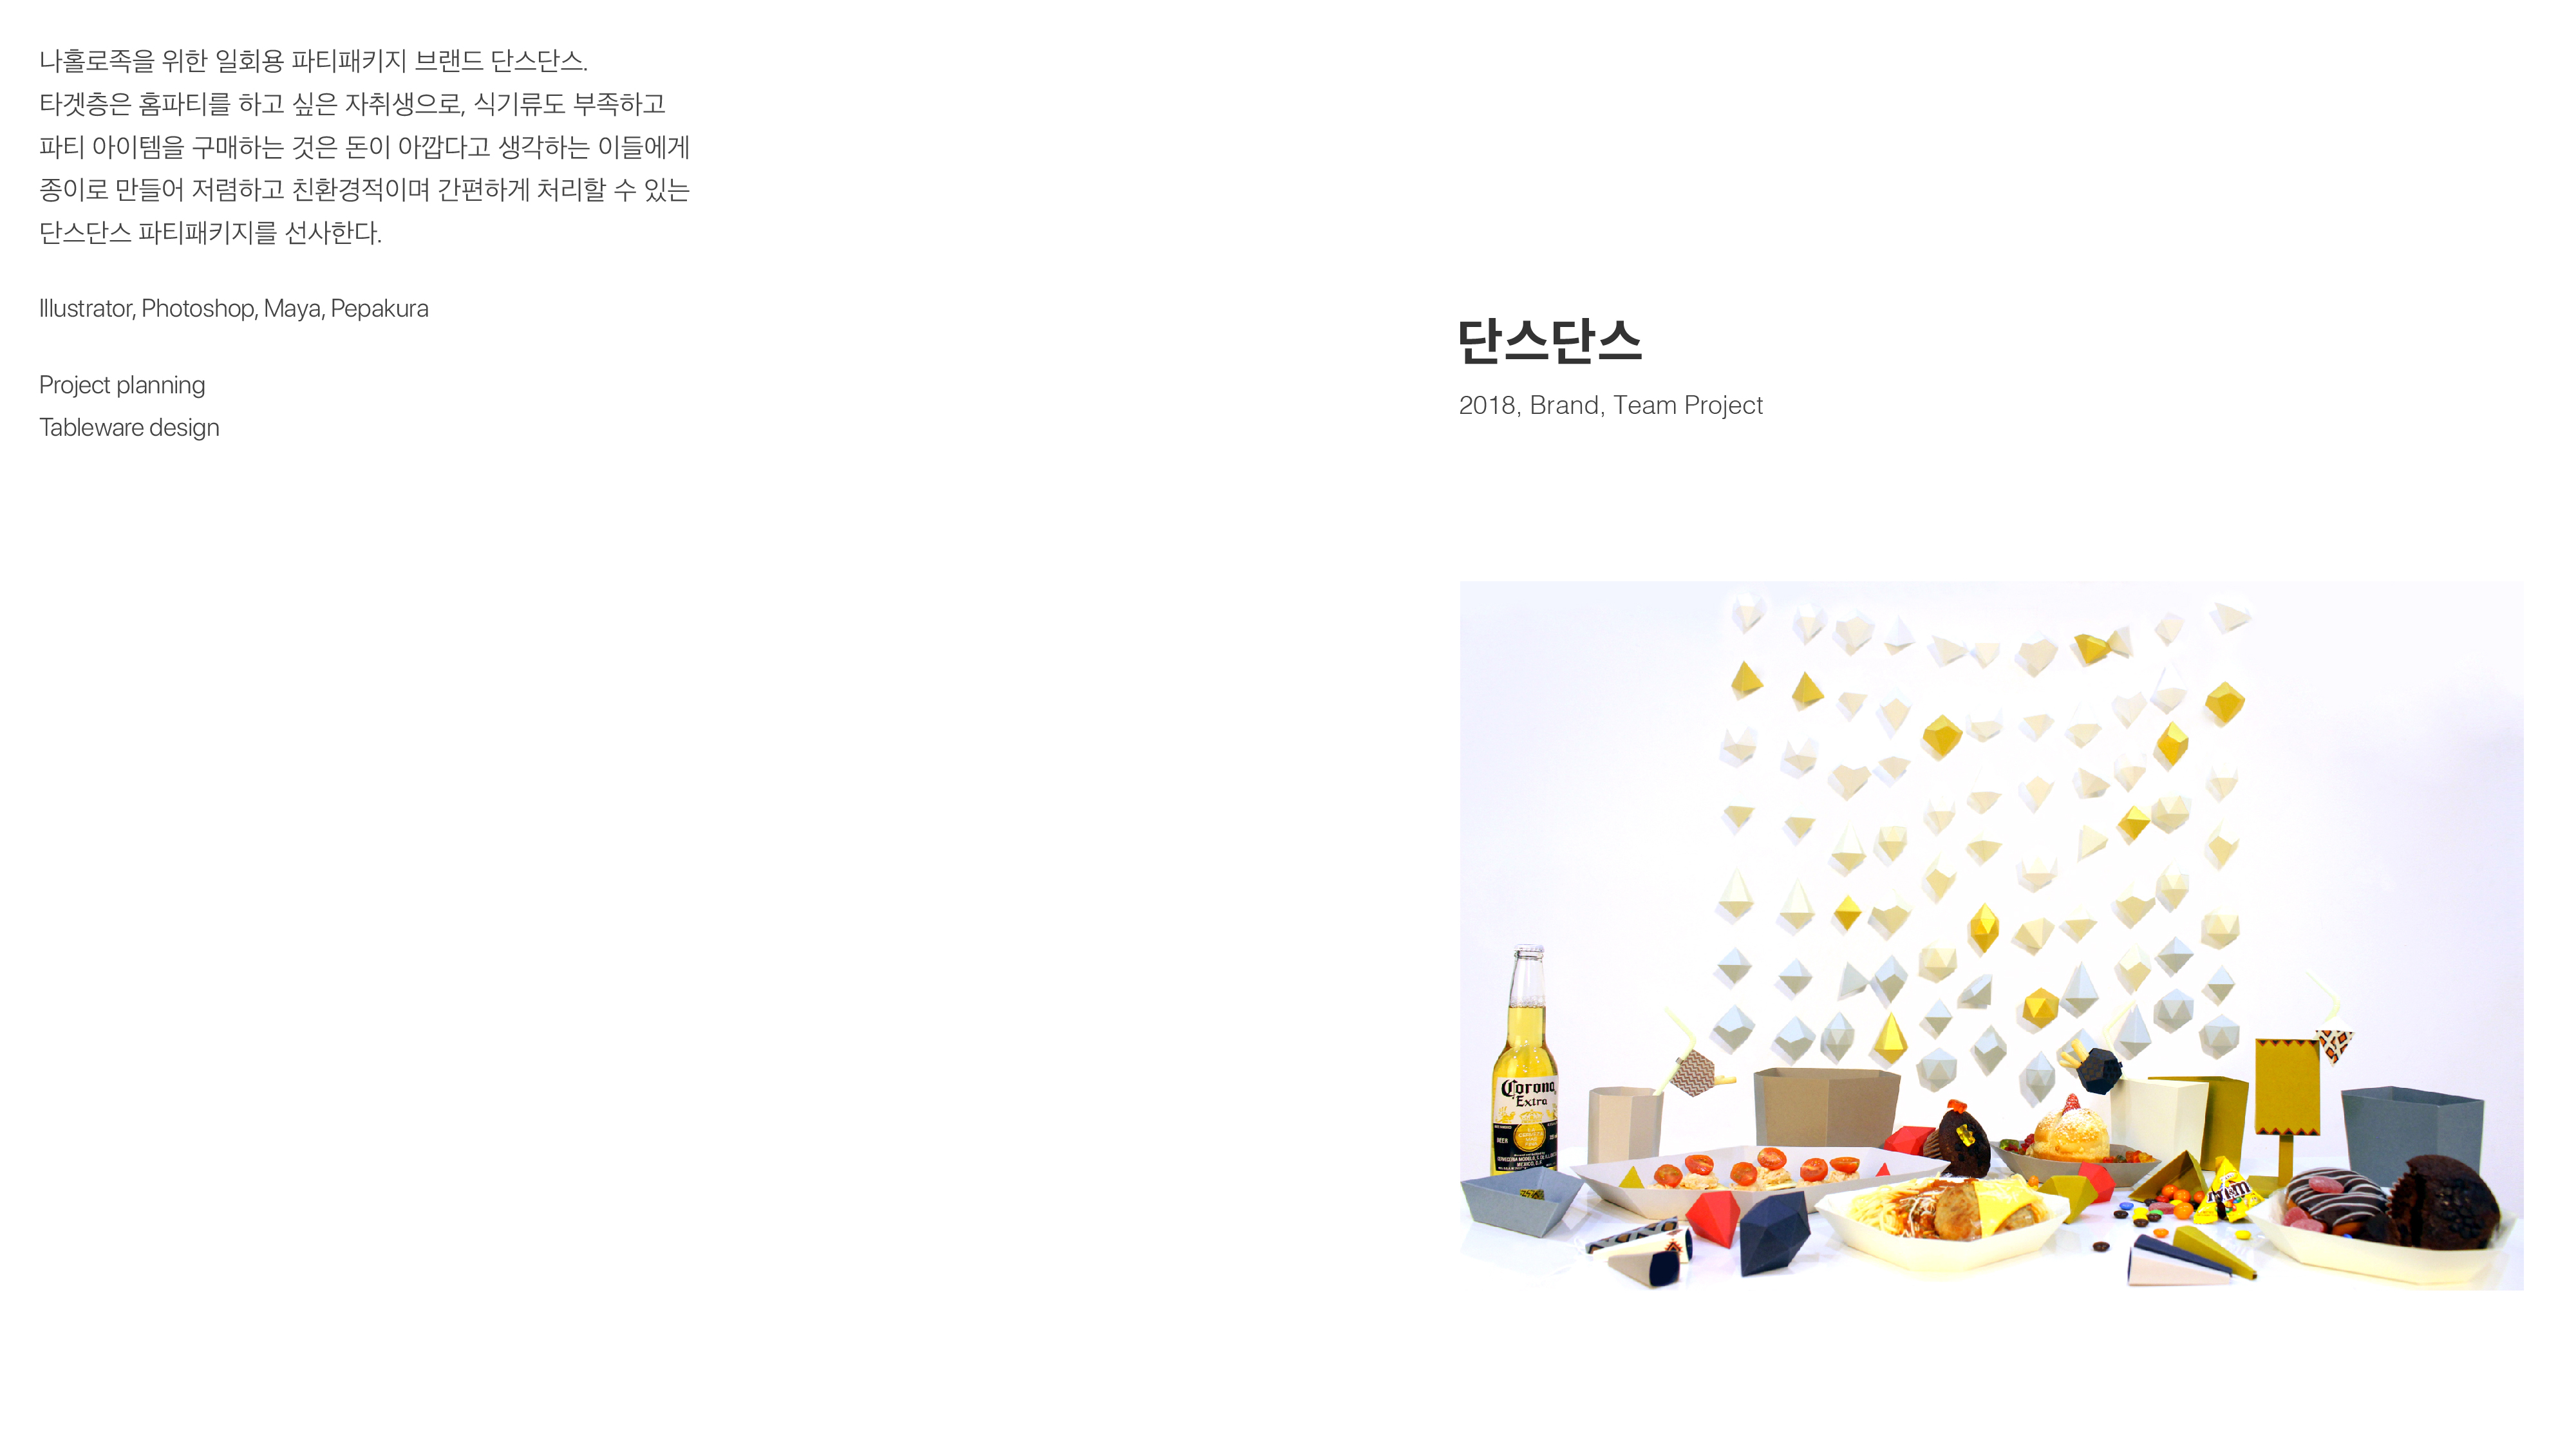 나홀로족을 위한 일회용 파티패키지 브랜드 단스단스.
타겟층은 홈파티를 하고 싶은 자취생으로, 식기류도 부족하고
파티 아이템을 구매하는 것은 돈이 아깝다고 생각하는 이들에게
종이로 만들어 저렴하고 친환경적이며 간편하게 처리할 수 있는
단스단스 파티패키지를 선사한다.
Illustrator, Photoshop, Maya, Pepakura
Project planning
Tableware design
단스단스
2018, Brand, Team Project
Corona
Extra
BEER
m&m's